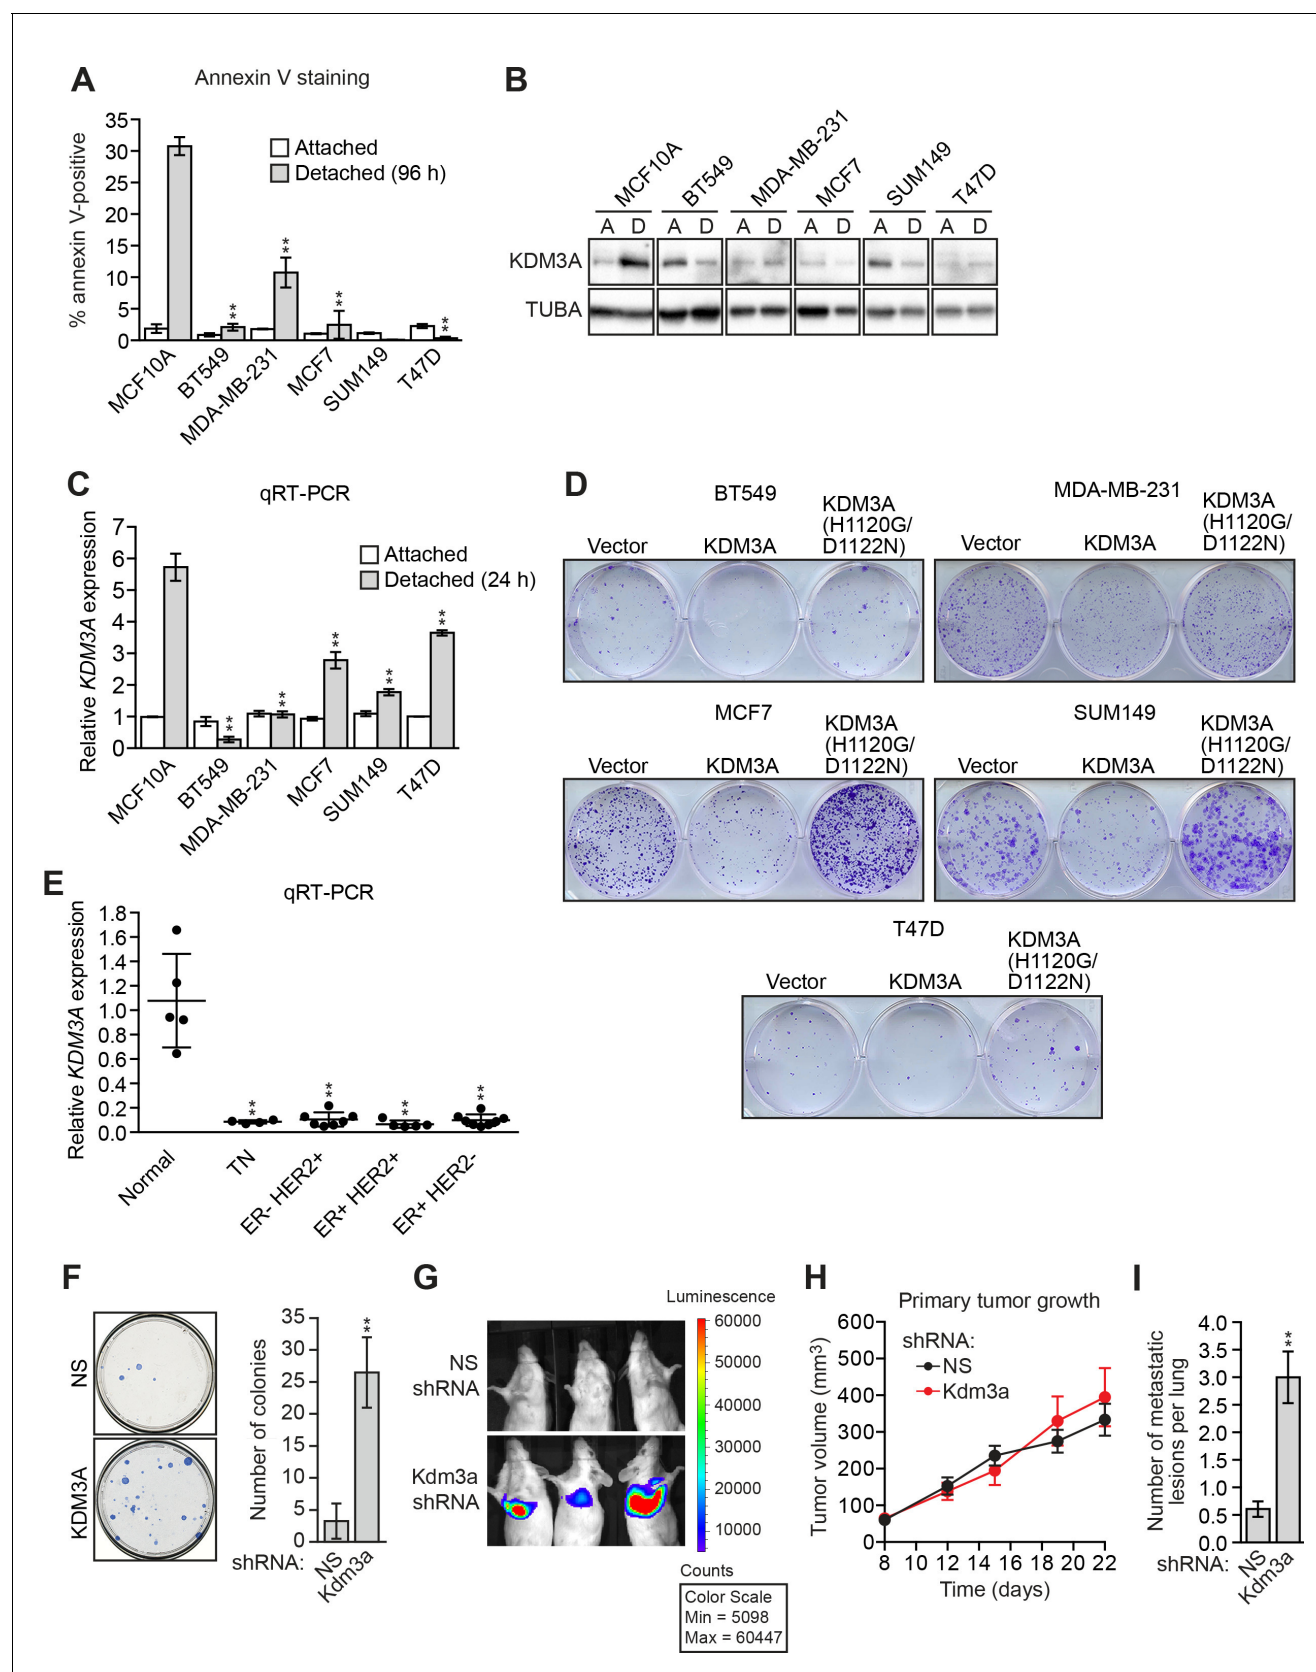 A
Annexin V staining
% annexin V-positive
35
30
25
20
15
10
5
0
Attached
Detached (96 h)
**
**
**
**
MCF10A
BT549
MDA-MB-231
MCF7
SUM149
T47D
B
MCF10A
BT549
MDA-MB-231
MCF7
SUM149
T47D
A D A D A D A D A D A D
KDM3A
TUBA
C
qRT-PCR
Relative KDM3A expression
7
6
5
4
3
2
1
0
Attached
Detached (24 h)
**
**
**
**
**
MCF10A
BT549
MDA-MB-231
MCF7
SUM149
T47D
D
BT549
Vector
KDM3A
KDM3A
(H1120G/
D1122N)
MDA-MB-231
Vector
KDM3A
KDM3A
(H1120G/
D1122N)
MCF7
Vector
KDM3A
KDM3A
(H1120G/
D1122N)
SUM149
Vector
KDM3A
KDM3A
(H1120G/
D1122N)
T47D
Vector
KDM3A
KDM3A
(H1120G/
D1122N)
E
qRT-PCR
Relative KDM3A expression
1.8
1.6
1.4
1.2
1.0
0.8
0.6
0.4
0.2
0.0
**
**
**
**
Normal
TN
ER- HER2+
ER+ HER2+
ER+ HER2-
F
NS
KDM3A
Number of colonies
35
30
25
20
15
10
5
0
**
shRNA:
NS
Kdm3a
G
NS
shRNA
Kdm3a
shRNA
Luminescence
60000
50000
40000
30000
20000
10000
Counts
Color Scale
Min = 5098
Max = 60447
H
Primary tumor growth
Tumor volume (mm3)
600
500
400
300
200
100
0
shRNA:
NS
Kdm3a
8 10 12 14 16 18 20 22
Time (days)
I
Number of metastatic
lesions per lung
4.0
3.5
3.0
2.5
2.0
1.5
1.0
0.5
0.0
**
shRNA:
NS
Kdm3a